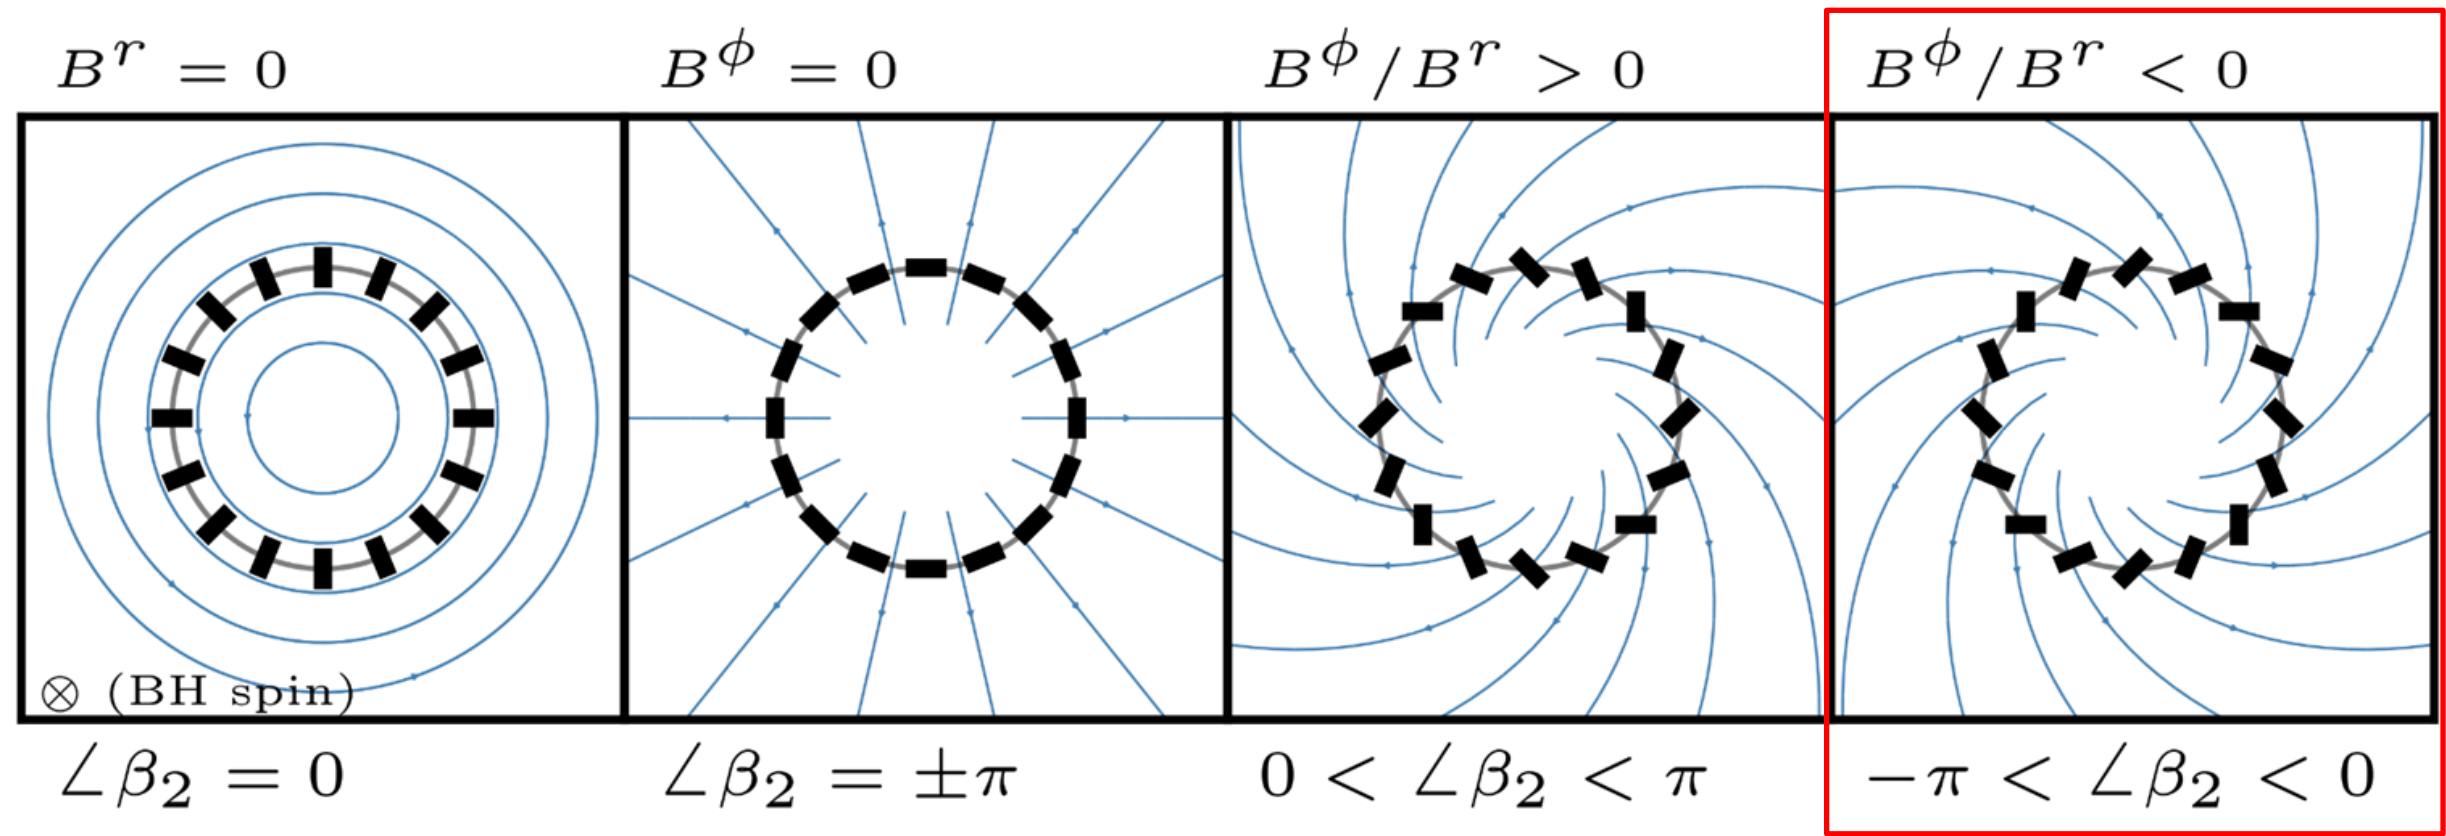 B^r = 0
B^ϕ = 0
B^ϕ/B^r > 0
B^ϕ/B^r < 0
⊗ (BH spin)
∠β₂ = 0
∠β₂ = ±π
0 < ∠β₂ < π
−π < ∠β₂ < 0